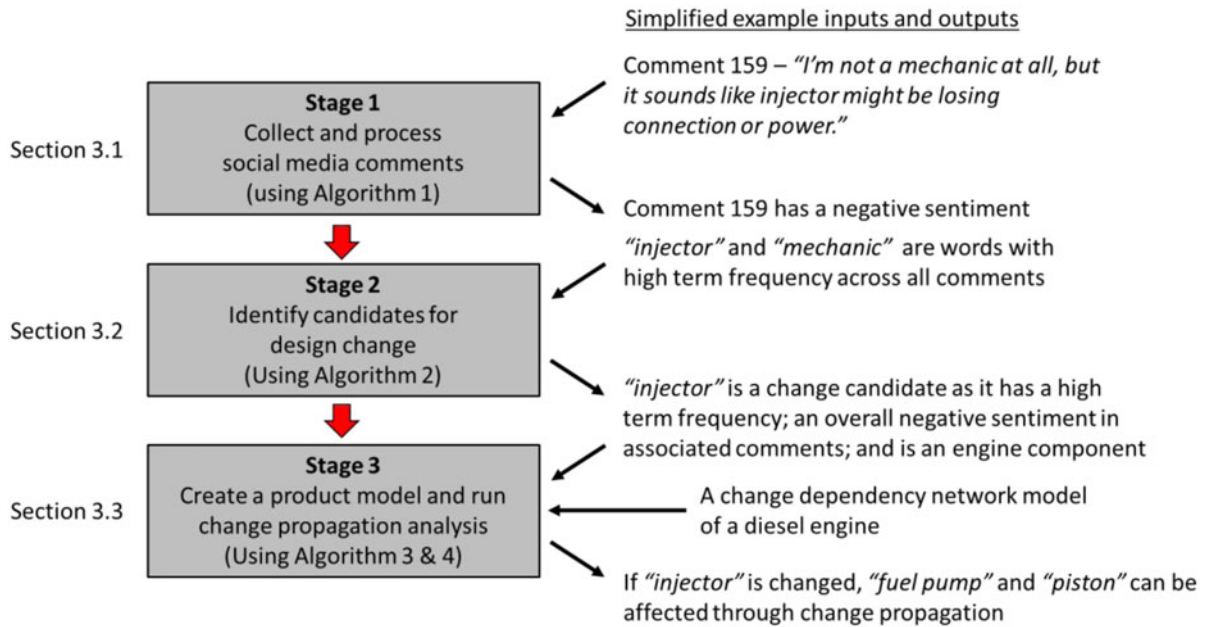 Simplified example inputs and outputs
Section 3.1
Stage 1
Collect and process
social media comments
(using Algorithm 1)
Comment 159 – “I’m not a mechanic at all, but
it sounds like injector might be losing
connection or power.”
Comment 159 has a negative sentiment
Section 3.2
Stage 2
Identify candidates for
design change
(Using Algorithm 2)
“injector” and “mechanic” are words with
high term frequency across all comments
“injector” is a change candidate as it has a high
term frequency; an overall negative sentiment in
associated comments; and is an engine component
Section 3.3
Stage 3
Create a product model and run
change propagation analysis
(Using Algorithm 3 & 4)
A change dependency network model
of a diesel engine
If “injector” is changed, “fuel pump” and “piston” can be
affected through change propagation